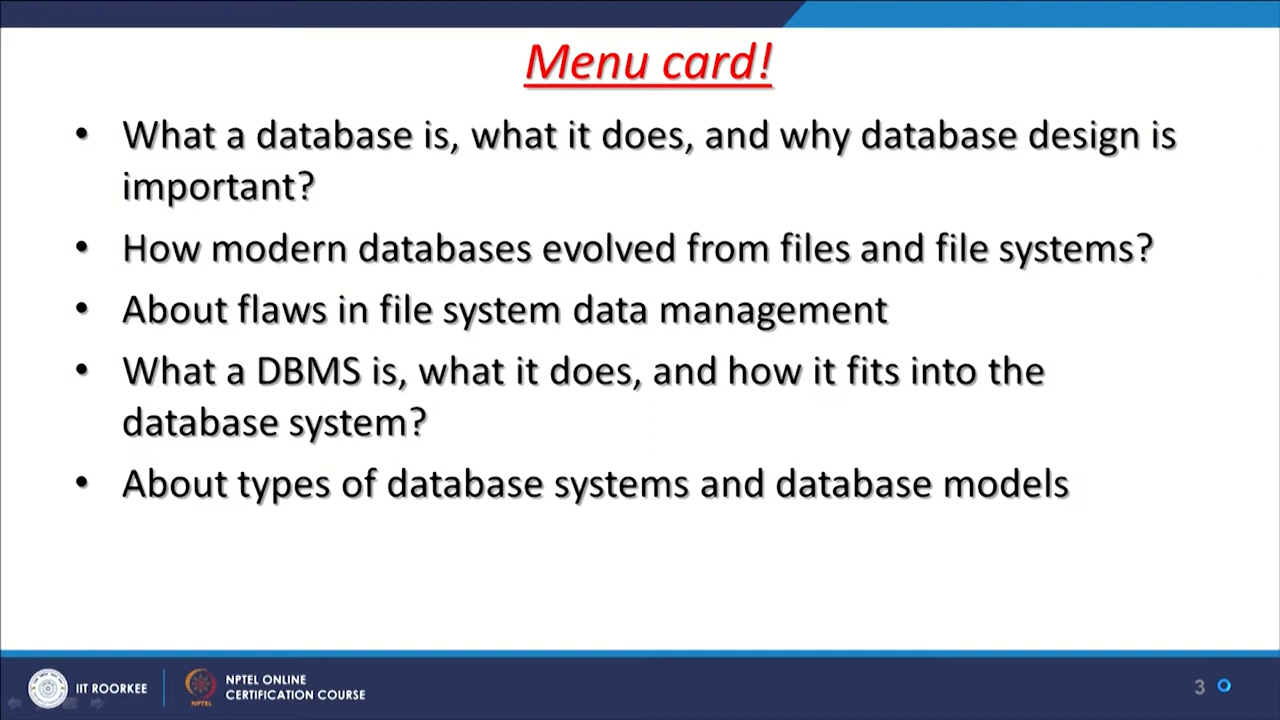 Menu card!
• What a database is, what it does, and why database design is
important?
• How modern databases evolved from files and file systems?
• About flaws in file system data management
• What a DBMS is, what it does, and how it fits into the
database system?
• About types of database systems and database models
IIT ROORKEE
NPTEL
NPTEL ONLINE
CERTIFICATION COURSE
3